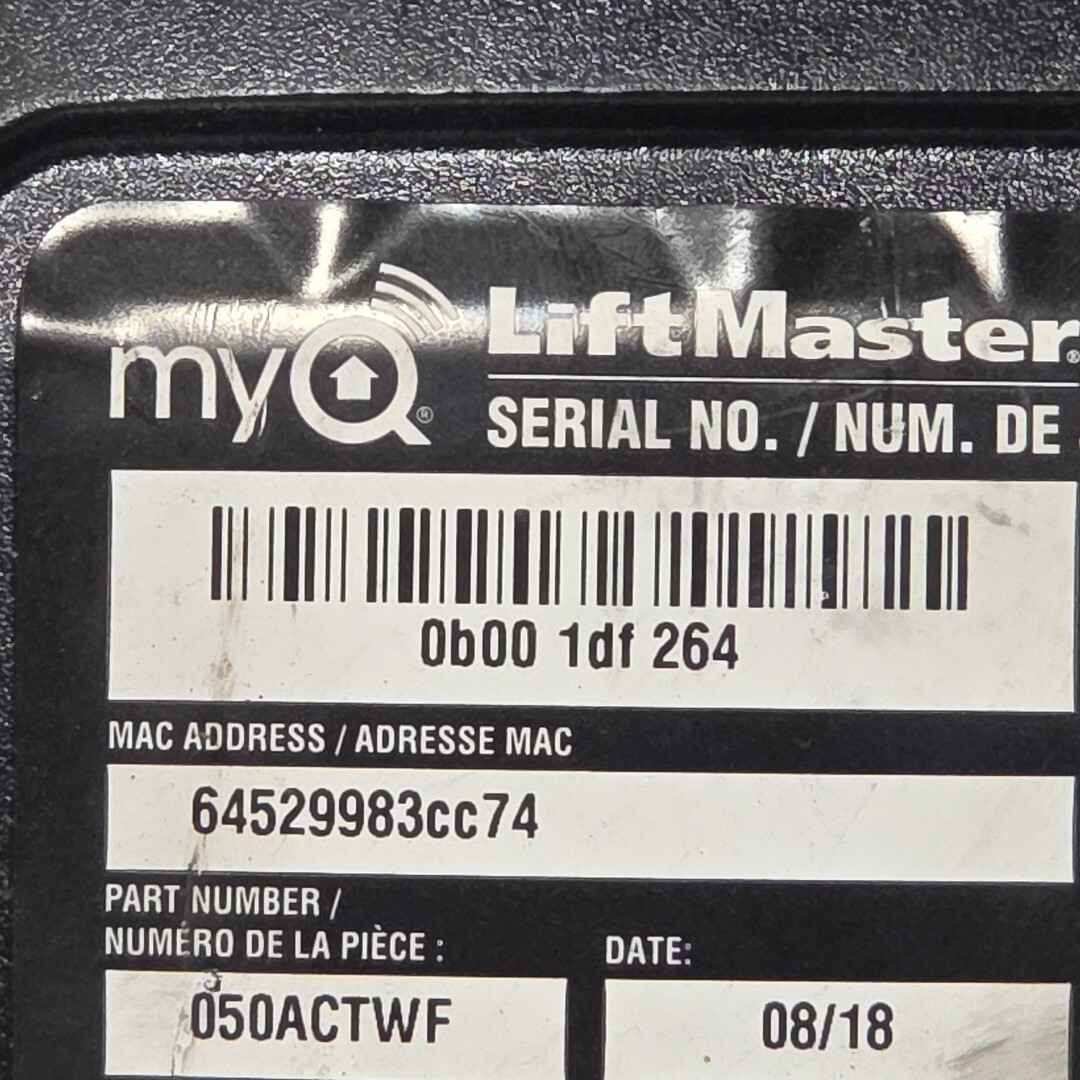 myQ®
LiftMaster®
SERIAL NO. / NUM. DE
0b00 1df 264
MAC ADDRESS / ADRESSE MAC
64529983cc74
PART NUMBER /
NUMÉRO DE LA PIÈCE :
050ACTWF
DATE:
08/18